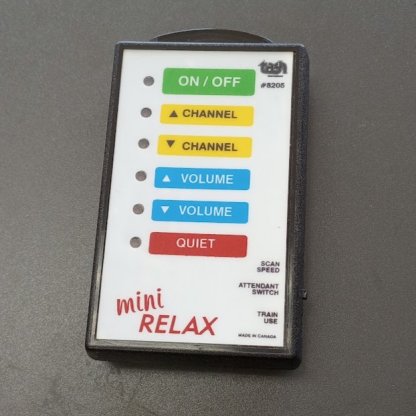 tash
#8205
ON / OFF
▲ CHANNEL
▼ CHANNEL
▲ VOLUME
▼ VOLUME
QUIET
SCAN
SPEED
ATTENDANT
SWITCH
TRAIN
USE
mini
RELAX
MADE IN CANADA